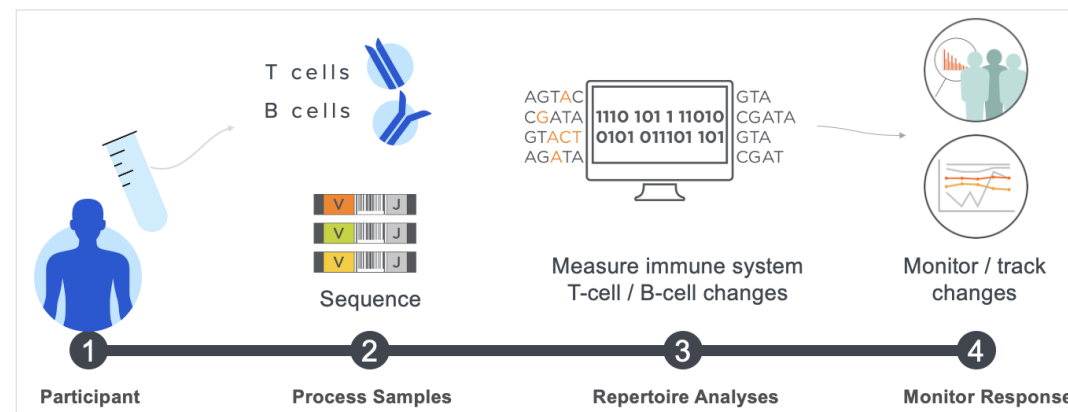 T cells
B cells
V J
V J
V J
Sequence
AGTAC
CGATA
GTACT
AGATA
1110 101 1 11010
0101 011101 101
GTA
CGATA
GTA
CGAT
Measure immune system
T-cell / B-cell changes
Monitor / track
changes
1
2
3
4
Participant
Process Samples
Repertoire Analyses
Monitor Response